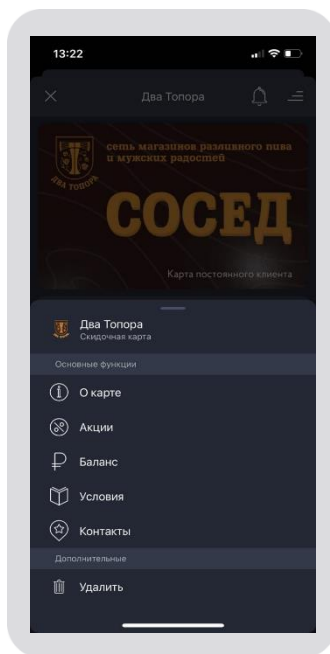 13:22
Два Топора
сеть магазинов разливного пива
и мужских радостей
ДВА ТОПОРА
СОСЕД
Карта постоянного клиента
Два Топора
Скидочная карта
Основные функции
О карте
Акции
Баланс
Условия
Контакты
Дополнительные
Удалить